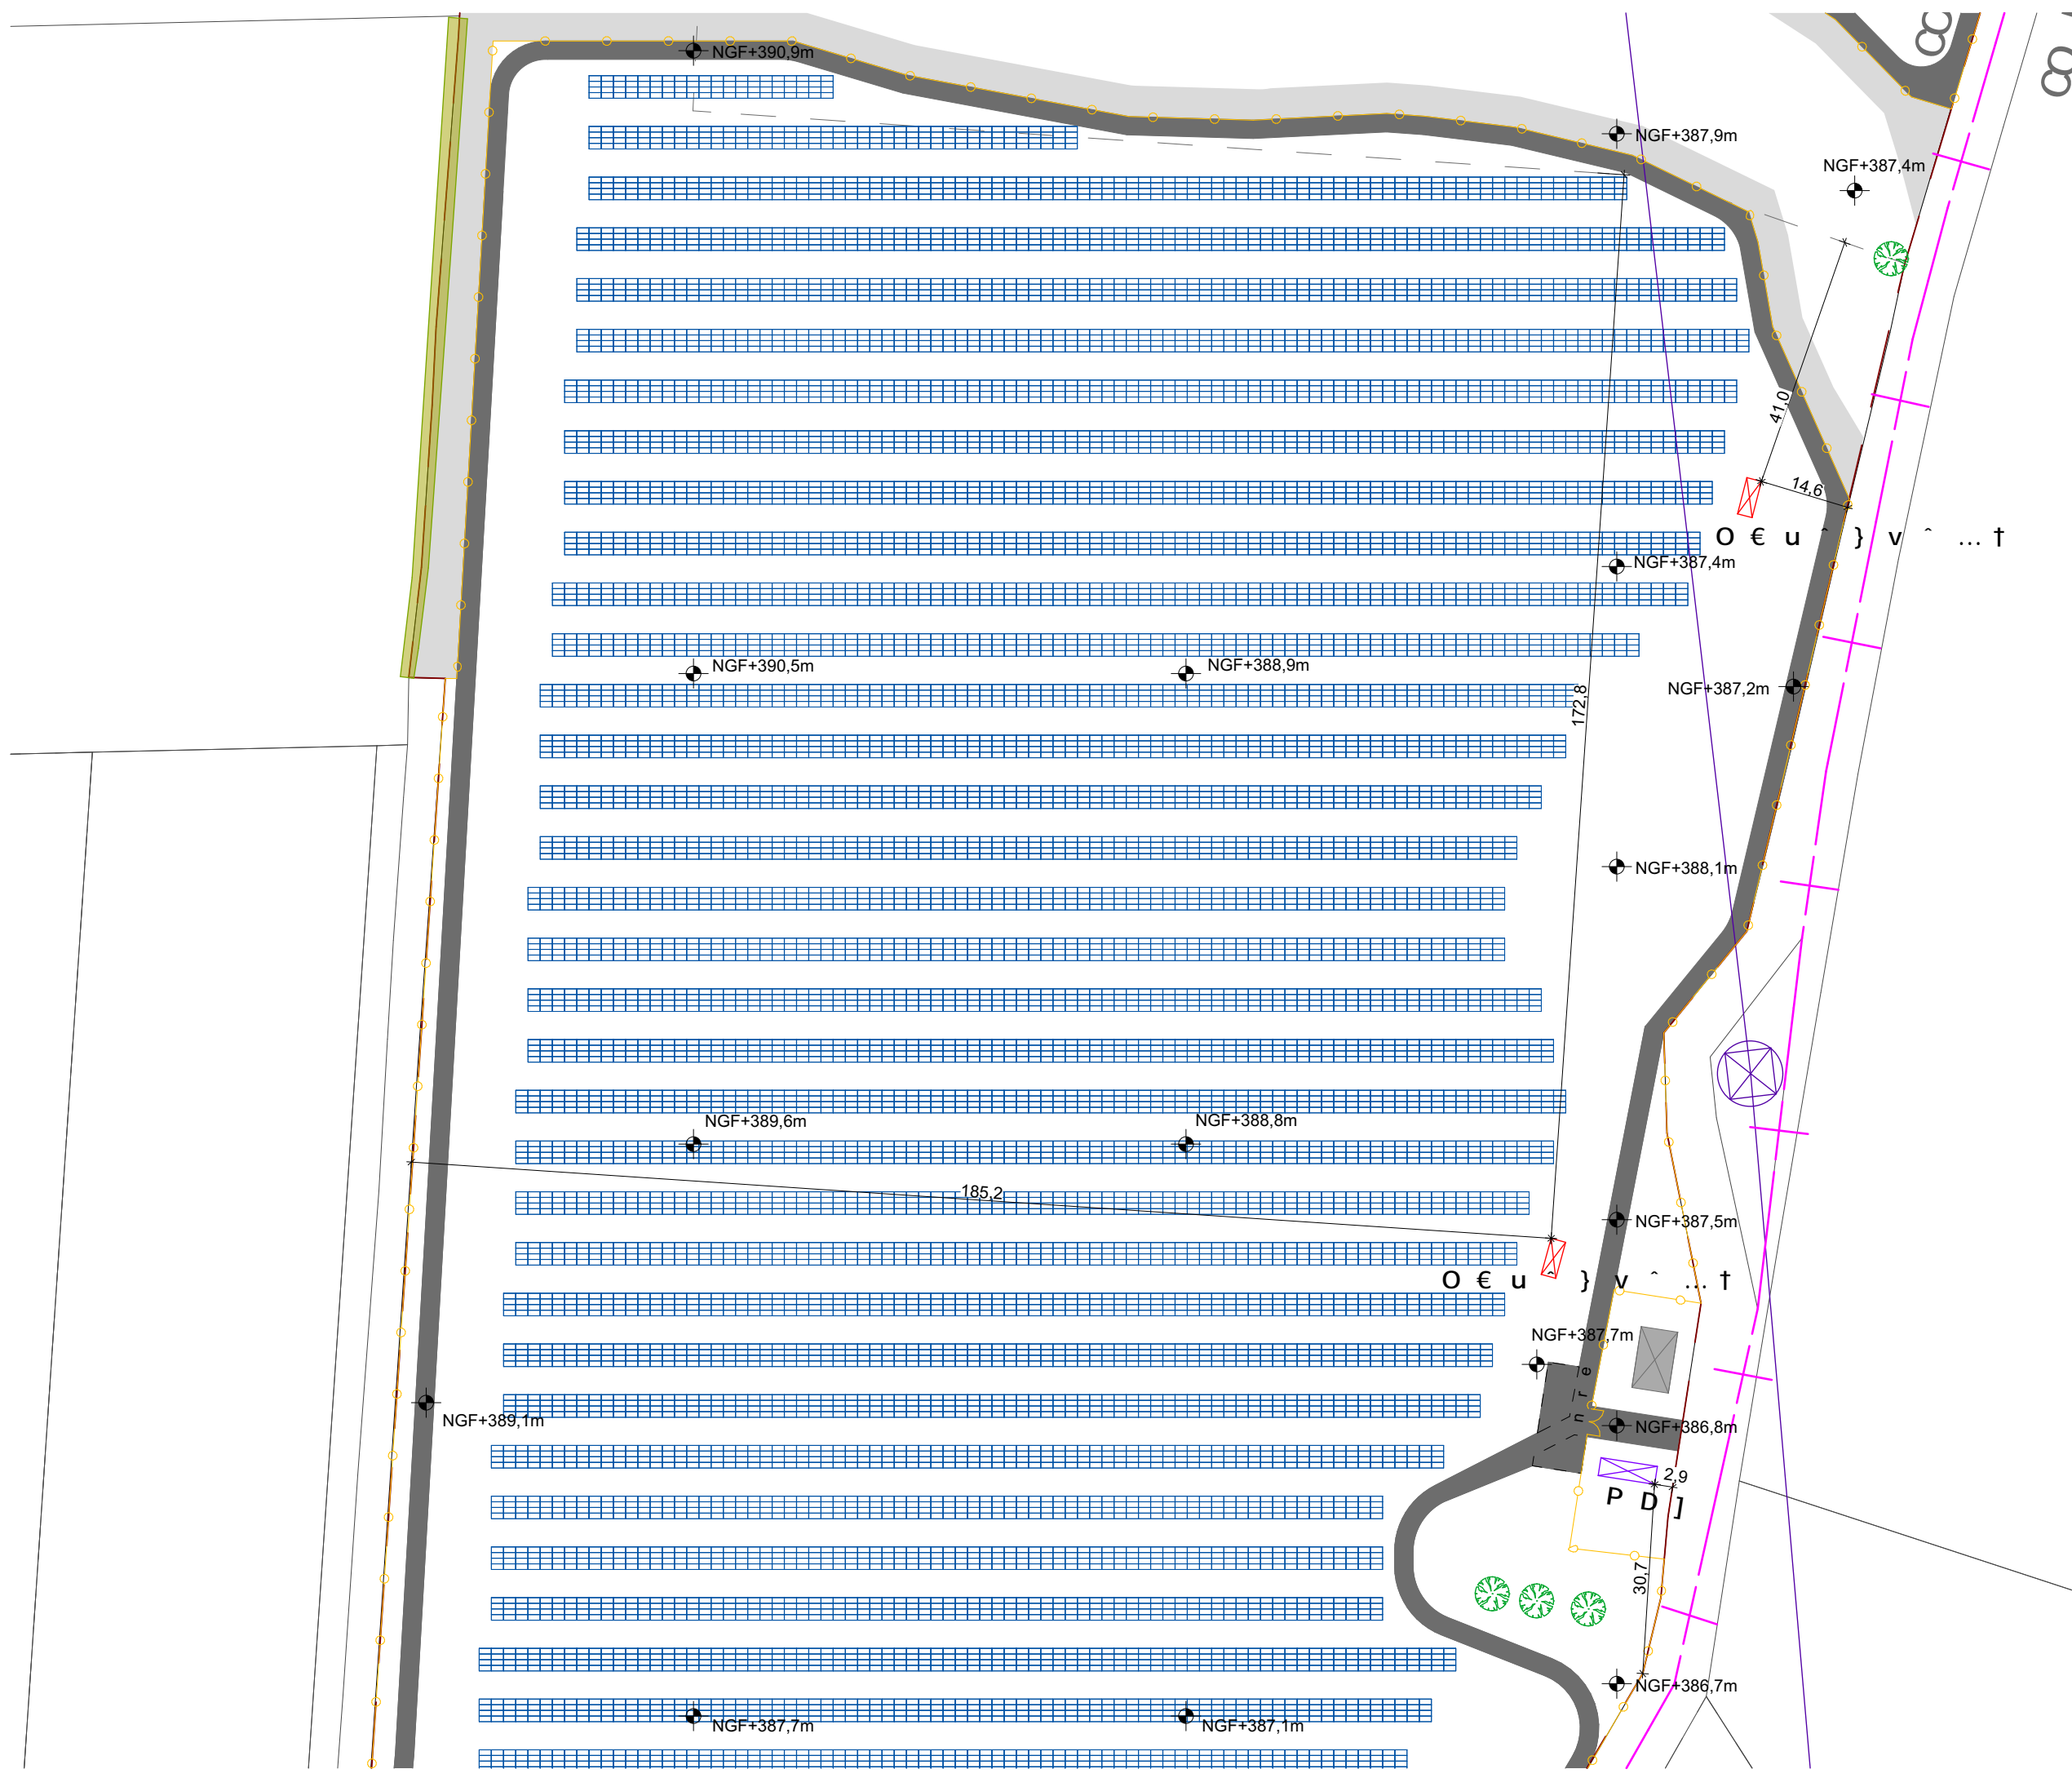 NGF+390,9m
NGF+387,9m
NGF+387,4m
41,0
14,6
O € u ˆ } v ˆ … †
NGF+387,4m
NGF+390,5m
NGF+388,9m
NGF+387,2m
172,8
NGF+388,1m
NGF+389,6m
NGF+388,8m
185,2
NGF+387,5m
O € u ˆ } v ˆ … †
NGF+387,7m
n r e
NGF+389,1m
NGF+386,8m
2,9
P D ]
30,7
NGF+386,7m
NGF+387,7m
NGF+387,1m